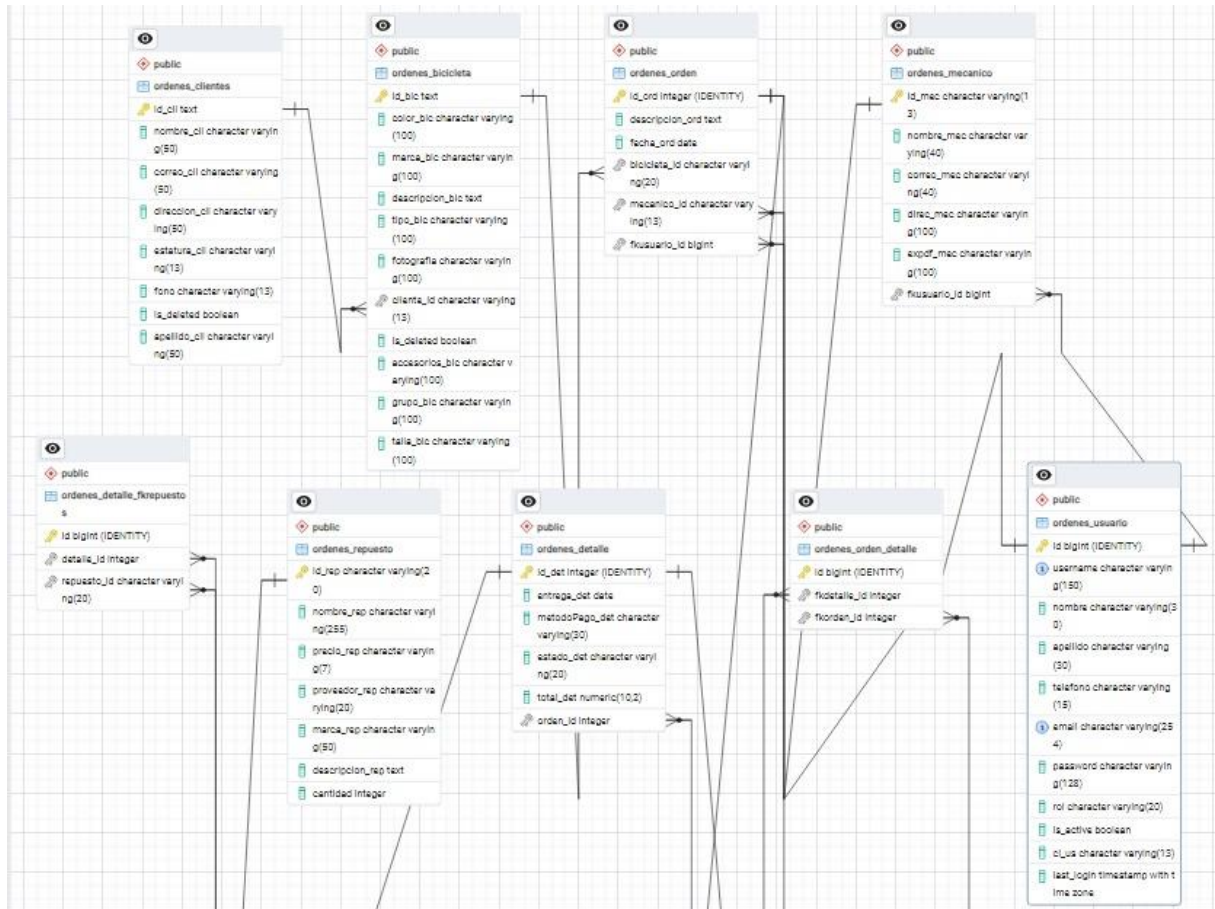 public
ordenes_clientes
id_cli text
nombre_cli character varyin
g(50)
correo_cli character varying
(50)
direccion_cli character vary
ing(50)
estatura_cli character varyi
ng(13)
fono character varying(13)
is_deleted boolean
apellido_cli character varyi
ng(50)
public
ordenes_bicicleta
id_bic text
color_bic character varying
(100)
marca_bic character varyin
g(100)
descripcion_bic text
tipo_bic character varying
(100)
fotografia character varyin
g(100)
cliente_id character varying
(13)
is_deleted boolean
accesorios_bic character v
arying(100)
grupo_bic character varyin
g(100)
talla_bic character varying
(100)
public
ordenes_orden
id_ord integer (IDENTITY)
descripcion_ord text
fecha_ord date
bicicleta_id character varyi
ng(20)
mecanico_id character vary
ing(13)
fkusuario_id bigint
public
ordenes_mecanico
id_mec character varying(1
3)
nombre_mec character var
ying(40)
correo_mec character varyi
ng(40)
direc_mec character varyin
g(100)
expdf_mec character varyin
g(100)
fkusuario_id bigint
public
ordenes_detalle_fkrepuesto
s
id bigint (IDENTITY)
detalle_id integer
repuesto_id character varyi
ng(20)
public
ordenes_repuesto
id_rep character varying(2
0)
nombre_rep character varyi
ng(255)
precio_rep character varyin
g(7)
proveedor_rep character va
rying(20)
marca_rep character varyin
g(50)
descripcion_rep text
cantidad integer
public
ordenes_detalle
id_det integer (IDENTITY)
entrega_det date
metodoPago_det character
varying(30)
estado_det character varyi
ng(20)
total_det numeric(10,2)
orden_id integer
public
ordenes_orden_detalle
id bigint (IDENTITY)
fkdetalle_id integer
fkorden_id integer
public
ordenes_usuario
id bigint (IDENTITY)
username character varyin
g(150)
nombre character varying(3
0)
apellido character varying
(30)
telefono character varying
(15)
email character varying(25
4)
password character varyin
g(128)
rol character varying(20)
is_active boolean
ci_us character varying(13)
last_login timestamp with t
ime zone